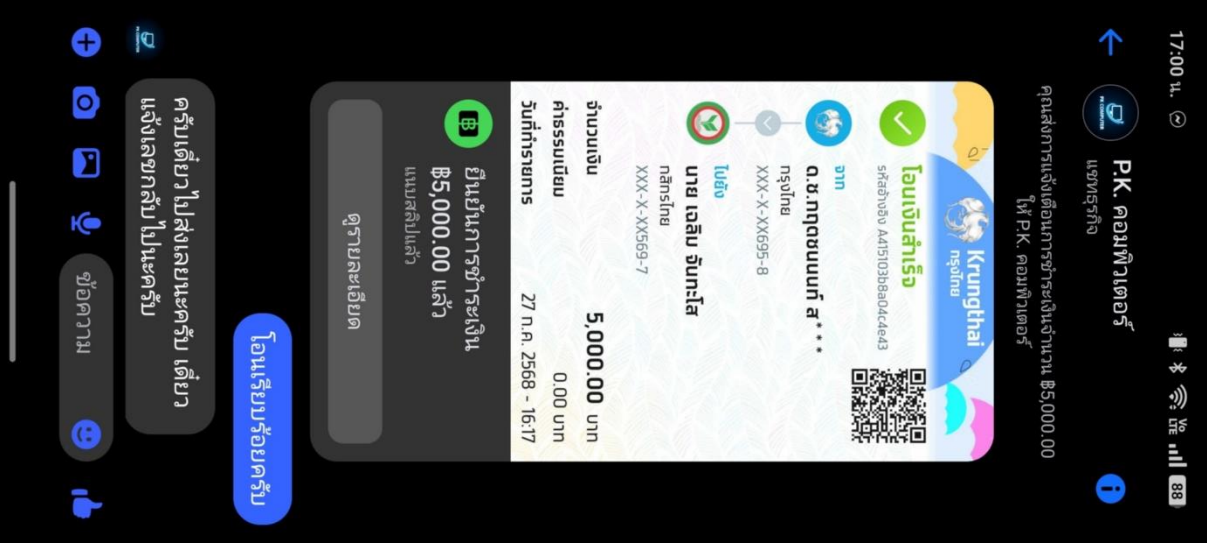 17:00 น.
Vo
LTE
88
P.K. คอมพิวเตอร์
แชทธุรกิจ
คุณส่งการแจ้งเตือนการชำระเงินจำนวน ฿5,000.00
ให้ P.K. คอมพิวเตอร์
Krungthai
กรุงไทย
โอนเงินสำเร็จ
รหัสอ้างอิง A415103b8a04c4e43
จาก
ด.ช.กฤตชนนนท์ ส***
กรุงไทย
XXX-X-XX695-8
ไปยัง
นาย เฉลิม จันทะโส
กสิกรไทย
XXX-X-XX569-7
จำนวนเงิน 5,000.00 บาท
ค่าธรรมเนียม 0.00 บาท
วันที่ทำรายการ 27 ก.ค. 2568 - 16:17
ยืนยันการชำระเงิน
฿5,000.00 แล้ว
แนบสลิปแล้ว
ดูรายละเอียด
โอนเรียบร้อยครับ
ครับเดี๋ยวไปส่งเลยนะครับ เดี๋ยว
แจ้งเลขกลับไปนะครับ
ข้อความ